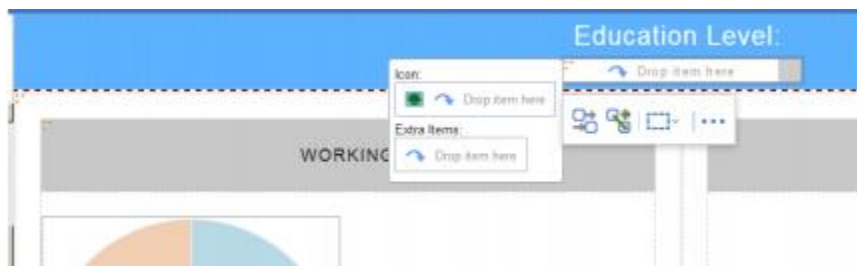 Education Level:
Drop item here
Icon:
Drop item here
Extra Items:
Drop item here
WORKING